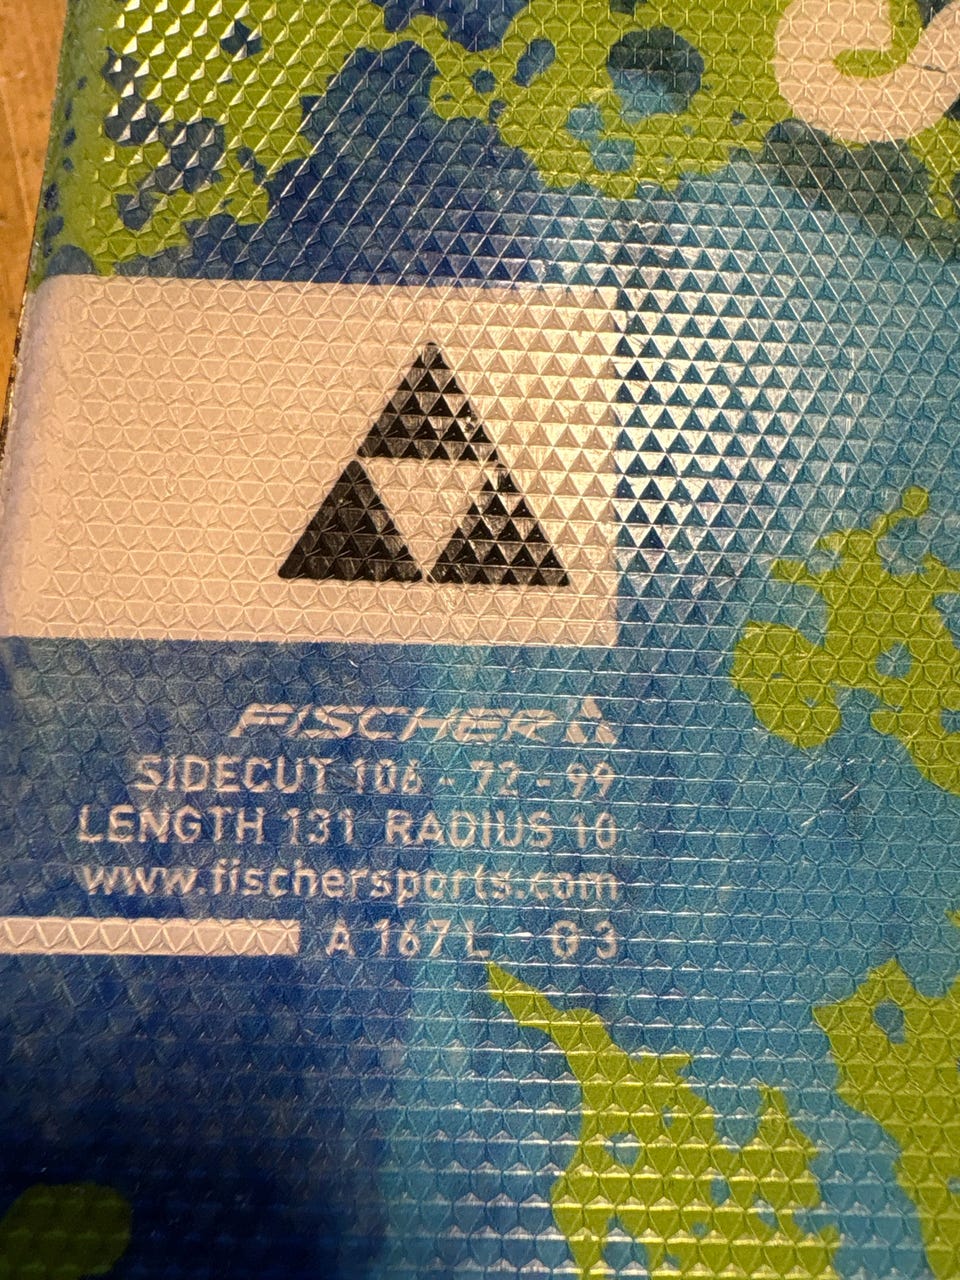 FISCHER
SIDECUT 106 - 72 - 99
LENGTH 131 RADIUS 10
www.fischersports.com
A 167 L 03